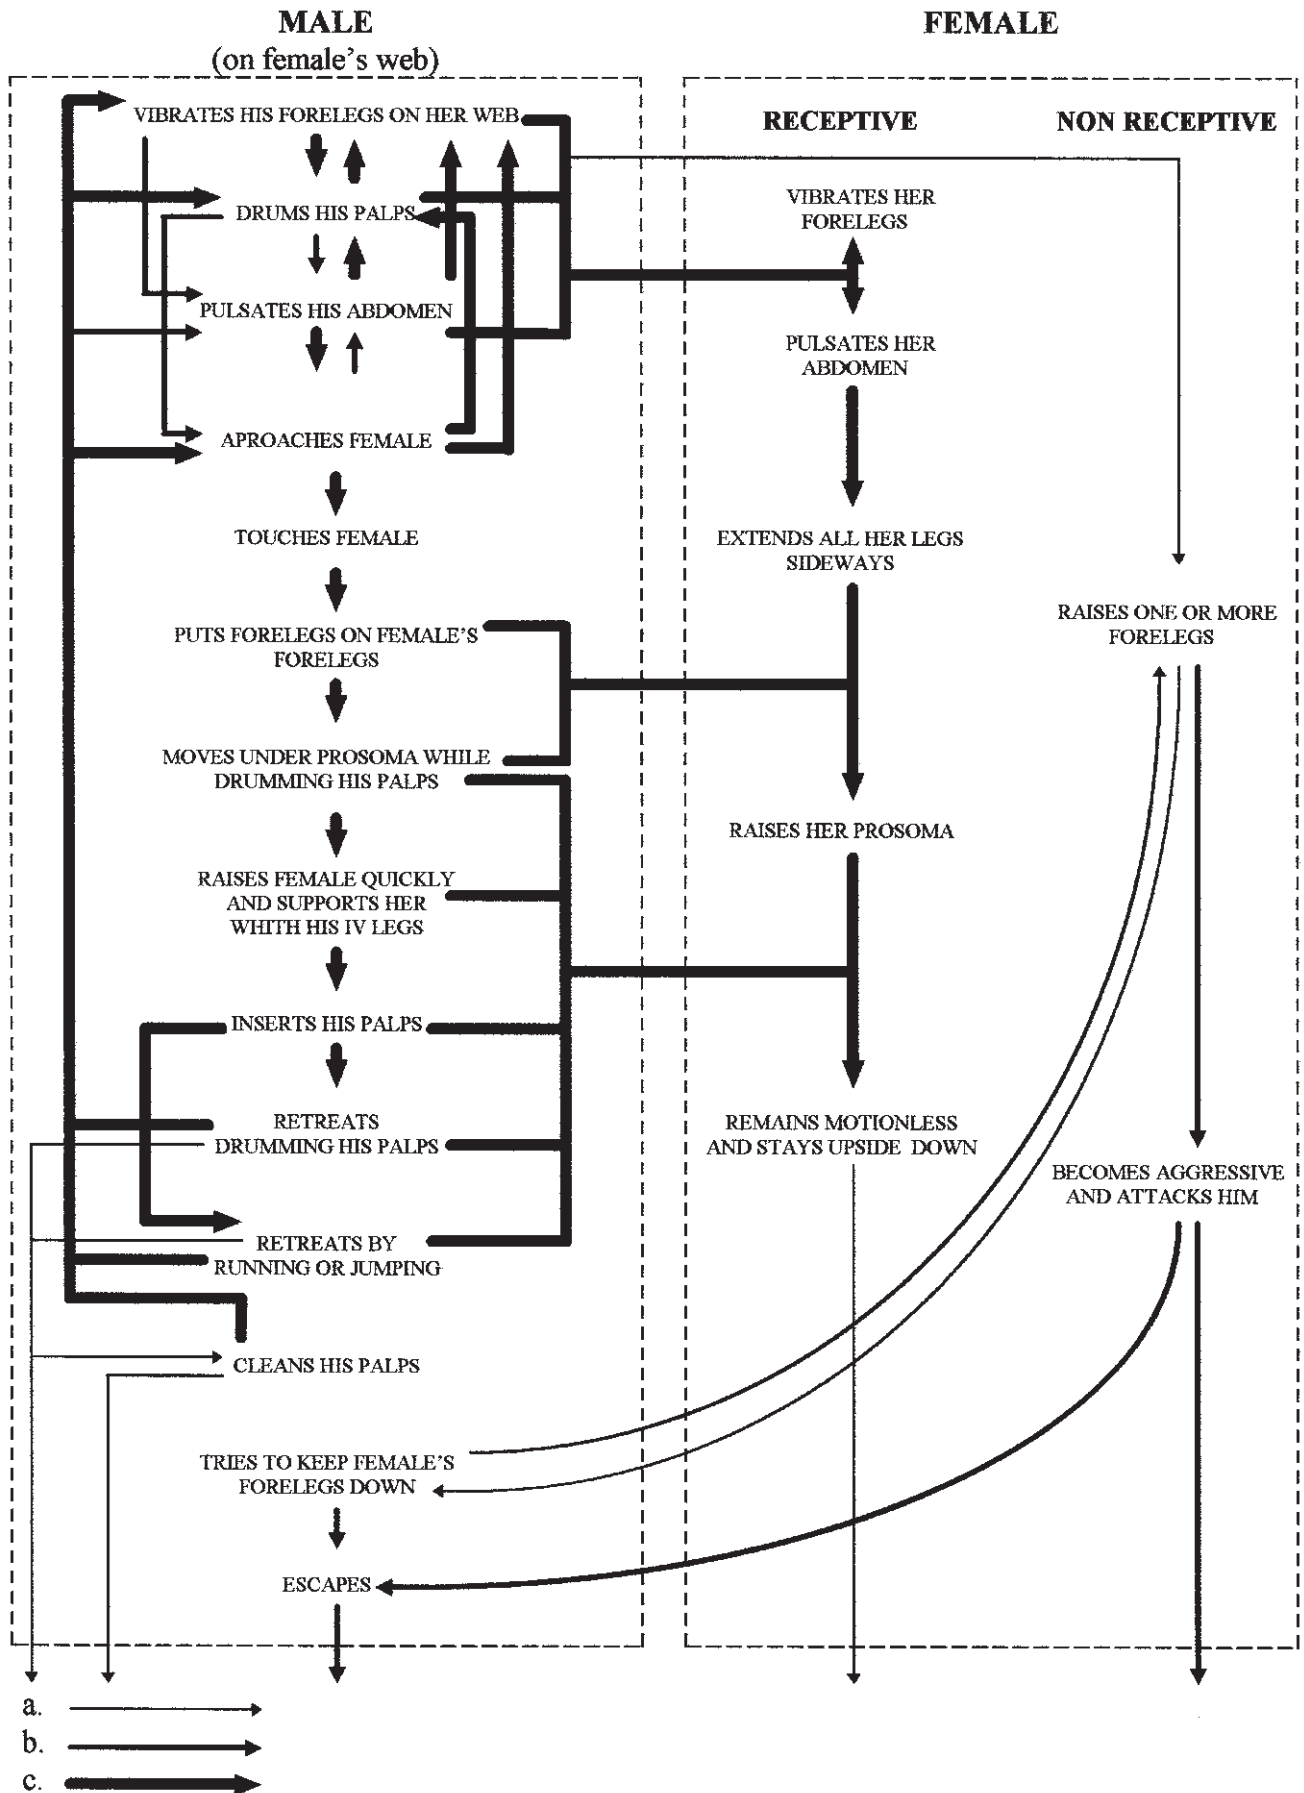 MALE
(on female's web)
VIBRATES HIS FORELEGS ON HER WEB
DRUMS HIS PALPS
PULSATES HIS ABDOMEN
APROACHES FEMALE
TOUCHES FEMALE
PUTS FORELEGS ON FEMALE'S
FORELEGS
MOVES UNDER PROSOMA WHILE
DRUMMING HIS PALPS
RAISES FEMALE QUICKLY
AND SUPPORTS HER
WHITH HIS IV LEGS
INSERTS HIS PALPS
RETREATS
DRUMMING HIS PALPS
RETREATS BY
RUNNING OR JUMPING
CLEANS HIS PALPS
TRIES TO KEEP FEMALE'S
FORELEGS DOWN
ESCAPES
FEMALE
RECEPTIVE
VIBRATES HER
FORELEGS
PULSATES HER
ABDOMEN
EXTENDS ALL HER LEGS
SIDEWAYS
RAISES HER PROSOMA
REMAINS MOTIONLESS
AND STAYS UPSIDE DOWN
NON RECEPTIVE
RAISES ONE OR MORE
FORELEGS
BECOMES AGGRESSIVE
AND ATTACKS HIM
a.
b.
c.